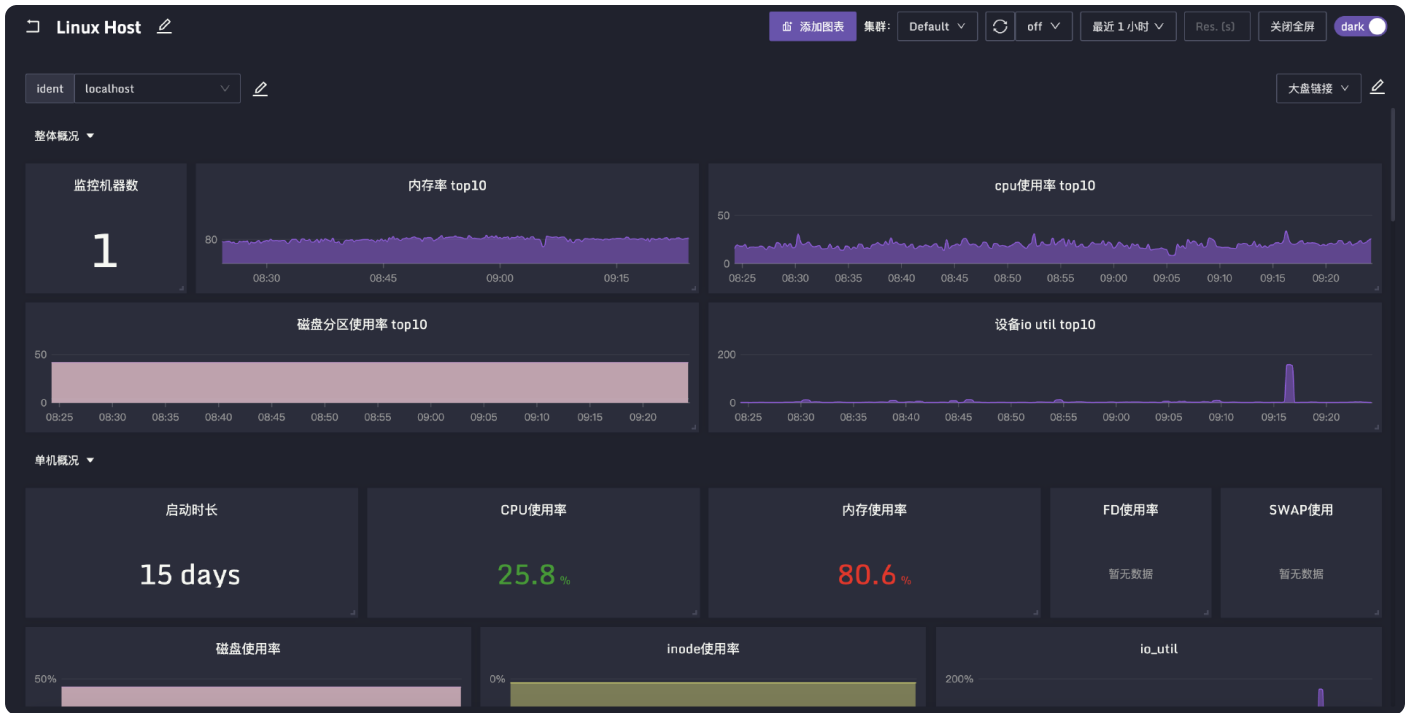 Linux Host
添加图表 集群: Default off 最近 1 小时 Res. (s) 关闭全屏 dark
ident localhost
大盘链接
整体概况
监控机器数
1
内存率 top10
80
08:30 08:45 09:00 09:15
cpu使用率 top10
50
0
08:25 08:30 08:35 08:40 08:45 08:50 08:55 09:00 09:05 09:10 09:15 09:20
磁盘分区使用率 top10
50
0
08:25 08:30 08:35 08:40 08:45 08:50 08:55 09:00 09:05 09:10 09:15 09:20
设备io util top10
200
0
08:25 08:30 08:35 08:40 08:45 08:50 08:55 09:00 09:05 09:10 09:15 09:20
单机概况
启动时长
15 days
CPU使用率
25.8 %
内存使用率
80.6 %
FD使用率
暂无数据
SWAP使用
暂无数据
磁盘使用率
50%
inode使用率
0%
io_util
200%